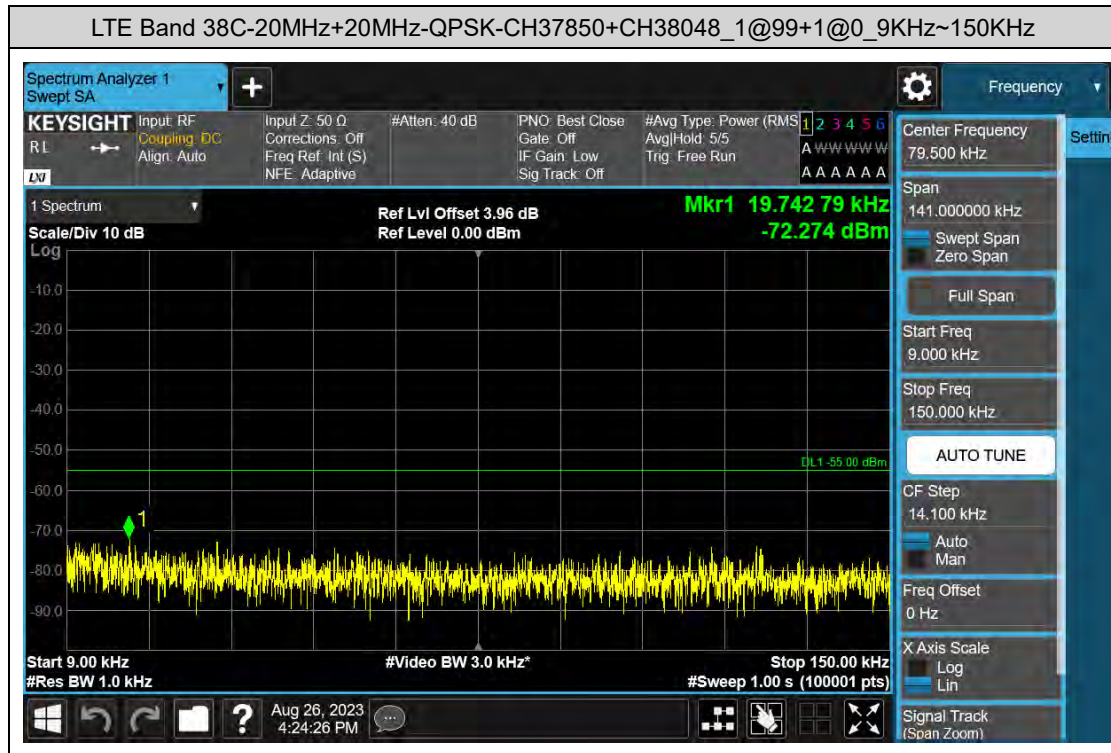 LTE Band 38C-20MHz+20MHz-QPSK-CH37850+CH38048_1@99+1@0_9KHz~150KHz
Spectrum Analyzer 1
Swept SA
+
Frequency
KEYSIGHT
RL
LXI
Input: RF
Coupling: DC
Align: Auto
Input Z: 50 Ω
Corrections: Off
Freq Ref: Int (S)
NFE: Adaptive
#Atten: 40 dB
PNO: Best Close
Gate: Off
IF Gain: Low
Sig Track: Off
#Avg Type: Power (RMS
Avg|Hold: 5/5
Trig: Free Run
1 2 3 4 5 6
A W W W W W
A A A A A A
Center Frequency
79.500 kHz
Settin
1 Spectrum
Scale/Div 10 dB
Ref Lvl Offset 3.96 dB
Ref Level 0.00 dBm
Mkr1 19.742 79 kHz
-72.274 dBm
Log
-10.0
-20.0
-30.0
-40.0
-50.0
-60.0
-70.0
-80.0
-90.0
DL1 -55.00 dBm
1
Start 9.00 kHz
#Res BW 1.0 kHz
#Video BW 3.0 kHz*
Stop 150.00 kHz
#Sweep 1.00 s (100001 pts)
Span
141.000000 kHz
Swept Span
Zero Span
Full Span
Start Freq
9.000 kHz
Stop Freq
150.000 kHz
AUTO TUNE
CF Step
14.100 kHz
Auto
Man
Freq Offset
0 Hz
X Axis Scale
Log
Lin
Signal Track
(Span Zoom)
?
Aug 26, 2023
4:24:26 PM